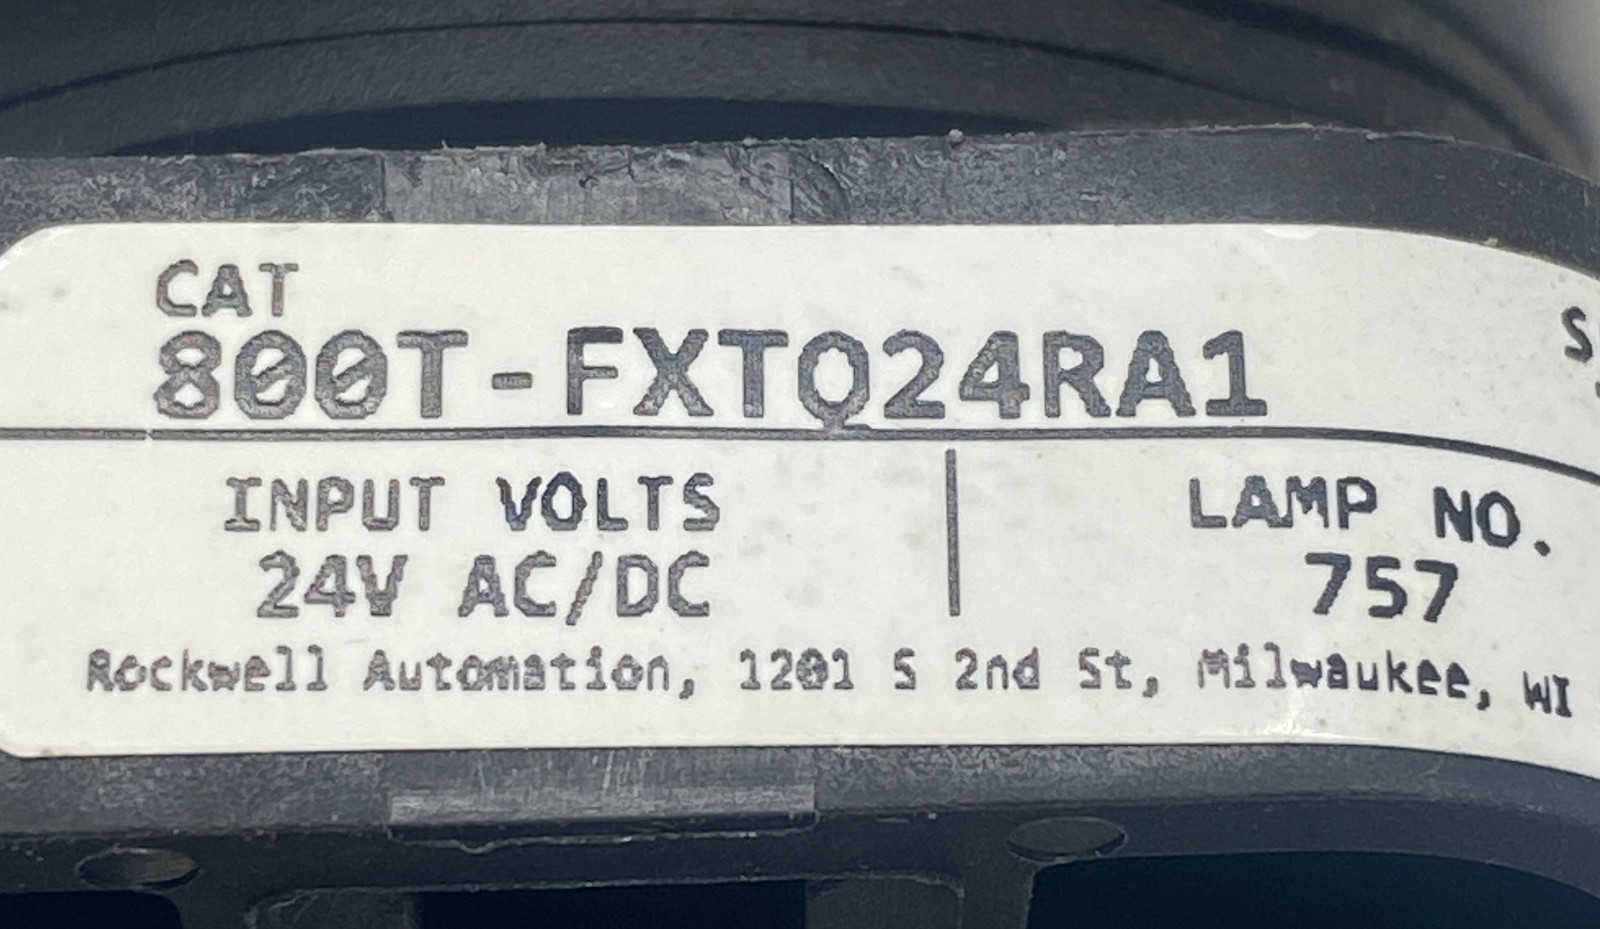 CAT
800T-FXTQ24RA1
INPUT VOLTS
LAMP NO.
24V AC/DC
757
Rockwell Automation, 1201 S 2nd St, Milwaukee, WI